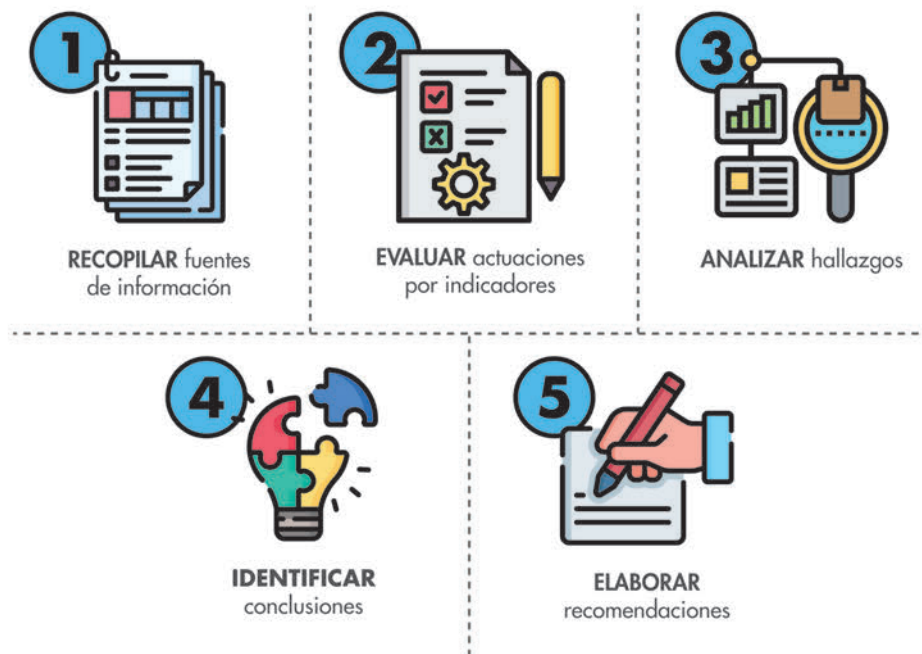 1
RECOPILAR fuentes
de información
2
EVALUAR actuaciones
por indicadores
3
ANALIZAR hallazgos
4
IDENTIFICAR
conclusiones
5
ELABORAR
recomendaciones